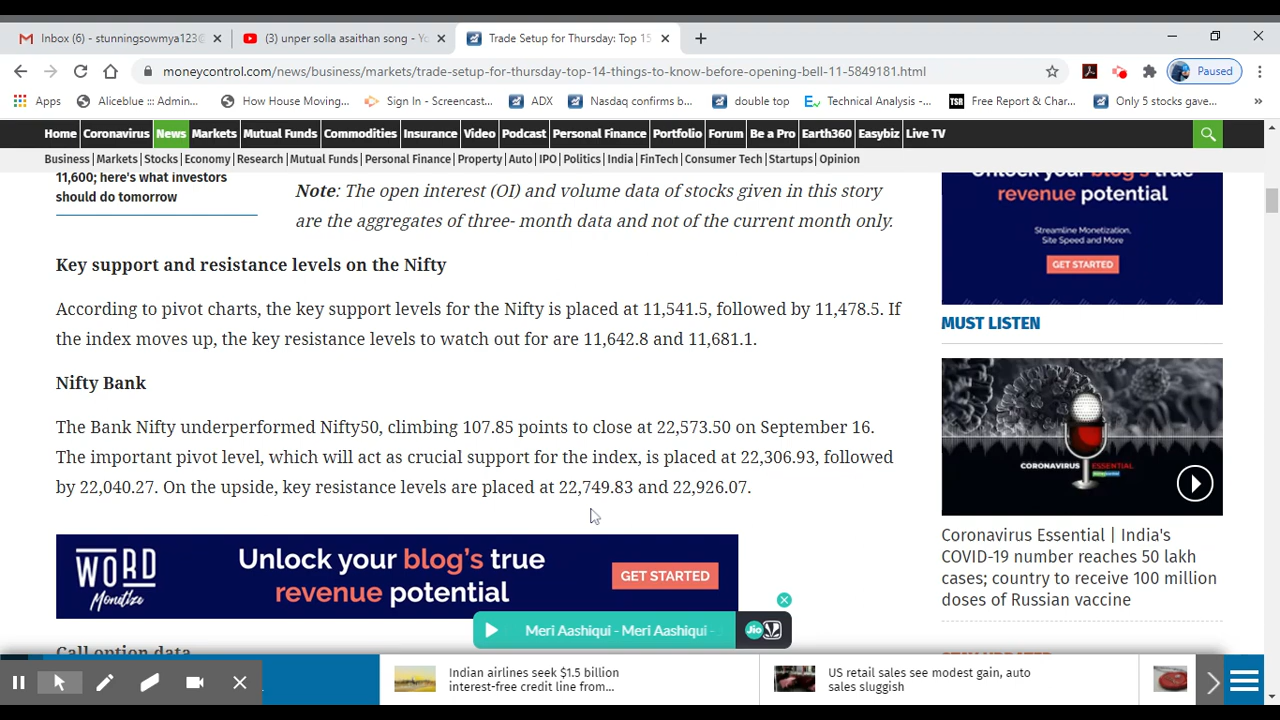 Inbox (6) - stunningsowmya123
(3) unper solla asaithan song - Yo
Trade Setup for Thursday: Top 15
moneycontrol.com/news/business/markets/trade-setup-for-thursday-top-14-things-to-know-before-opening-bell-11-5849181.html
Paused
Apps
Aliceblue ::: Admin...
How House Moving...
Sign In - Screencast...
ADX
Nasdaq confirms b...
double top
Technical Analysis -...
TSR
Free Report & Char...
Only 5 stocks gave...
Home Coronavirus News Markets Mutual Funds Commodities Insurance Video Podcast Personal Finance Portfolio Forum Be a Pro Earth360 Easybiz Live TV
Business | Markets | Stocks | Economy | Research | Mutual Funds | Personal Finance | Property | Auto | IPO | Politics | India | FinTech | Consumer Tech | Startups | Opinion
11,600; here's what investors
should do tomorrow
Note: The open interest (OI) and volume data of stocks given in this story
are the aggregates of three- month data and not of the current month only.
Key support and resistance levels on the Nifty
According to pivot charts, the key support levels for the Nifty is placed at 11,541.5, followed by 11,478.5. If
the index moves up, the key resistance levels to watch out for are 11,642.8 and 11,681.1.
Nifty Bank
The Bank Nifty underperformed Nifty50, climbing 107.85 points to close at 22,573.50 on September 16.
The important pivot level, which will act as crucial support for the index, is placed at 22,306.93, followed
by 22,040.27. On the upside, key resistance levels are placed at 22,749.83 and 22,926.07.
WORD
Monetize
Unlock your blog's true
revenue potential
GET STARTED
Call option data
Unlock your blog's true
revenue potential
Streamline Monetization,
Site Speed and More
GET STARTED
MUST LISTEN
CORONAVIRUS ESSENTIAL
Coronavirus Essential | India's
COVID-19 number reaches 50 lakh
cases; country to receive 100 million
doses of Russian vaccine
STAY UPDATED
Meri Aashiqui - Meri Aashiqui -
Jio
Indian airlines seek $1.5 billion
interest-free credit line from...
US retail sales see modest gain, auto
sales sluggish